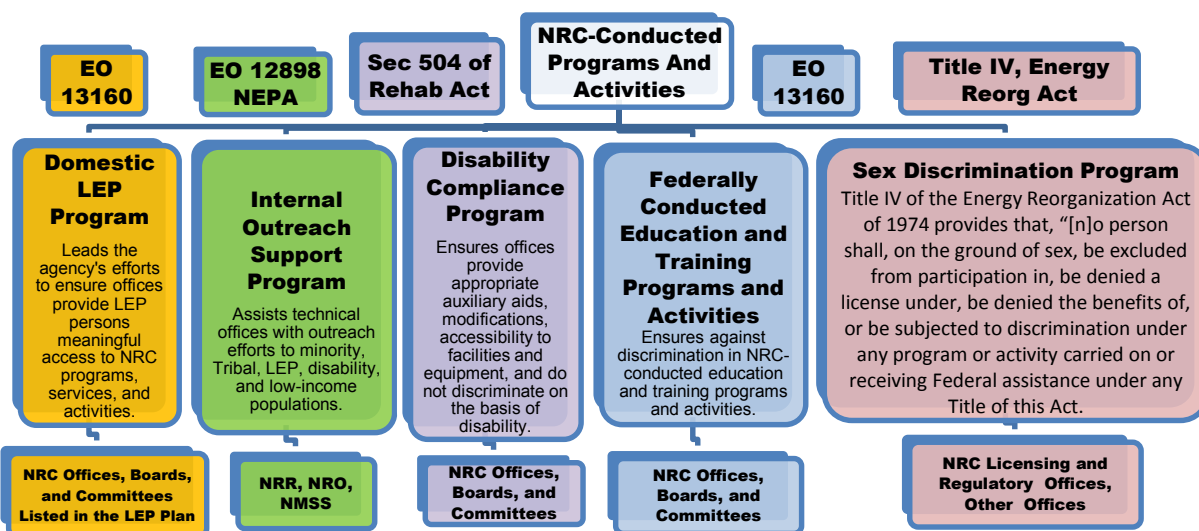 EO
13160
EO 12898
NEPA
Sec 504 of
Rehab Act
NRC-Conducted
Programs And
Activities
EO
13160
Title IV, Energy
Reorg Act
Domestic
LEP
Program
Leads the
agency's efforts
to ensure offices
provide LEP
persons
meaningful
access to NRC
programs,
services, and
activities.
Internal
Outreach
Support
Program
Assists technical
offices with outreach
efforts to minority,
Tribal, LEP, disability,
and low-income
populations.
Disability
Compliance
Program
Ensures offices
provide
appropriate
auxiliary aids,
modifications,
accessibility to
facilities and
equipment, and do
not discriminate on
the basis of
disability.
Federally
Conducted
Education and
Training
Programs and
Activities
Ensures against
discrimination in NRC-
conducted education
and training programs
and activities.
Sex Discrimination Program
Title IV of the Energy Reorganization Act
of 1974 provides that, “[n]o person
shall, on the ground of sex, be excluded
from participation in, be denied a
license under, be denied the benefits of,
or be subjected to discrimination under
any program or activity carried on or
receiving Federal assistance under any
Title of this Act.
NRC Offices, Boards,
and Committees
Listed in the LEP Plan
NRR, NRO,
NMSS
NRC Offices,
Boards, and
Committees
NRC Offices,
Boards, and
Committees
NRC Licensing and
Regulatory Offices,
Other Offices